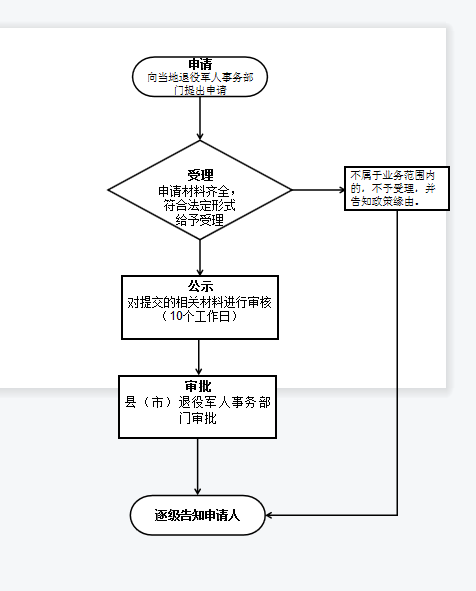 申请
向当地退役军人事务部
门提出申请
受理
申请材料齐全，
符合法定形式
给予受理
不属于业务范围内
的，不予受理，并
告知政策缘由。
公示
对提交的相关材料进行审核
（10个工作日）
审批
县（市）退役军人事务部
门审批
逐级告知申请人